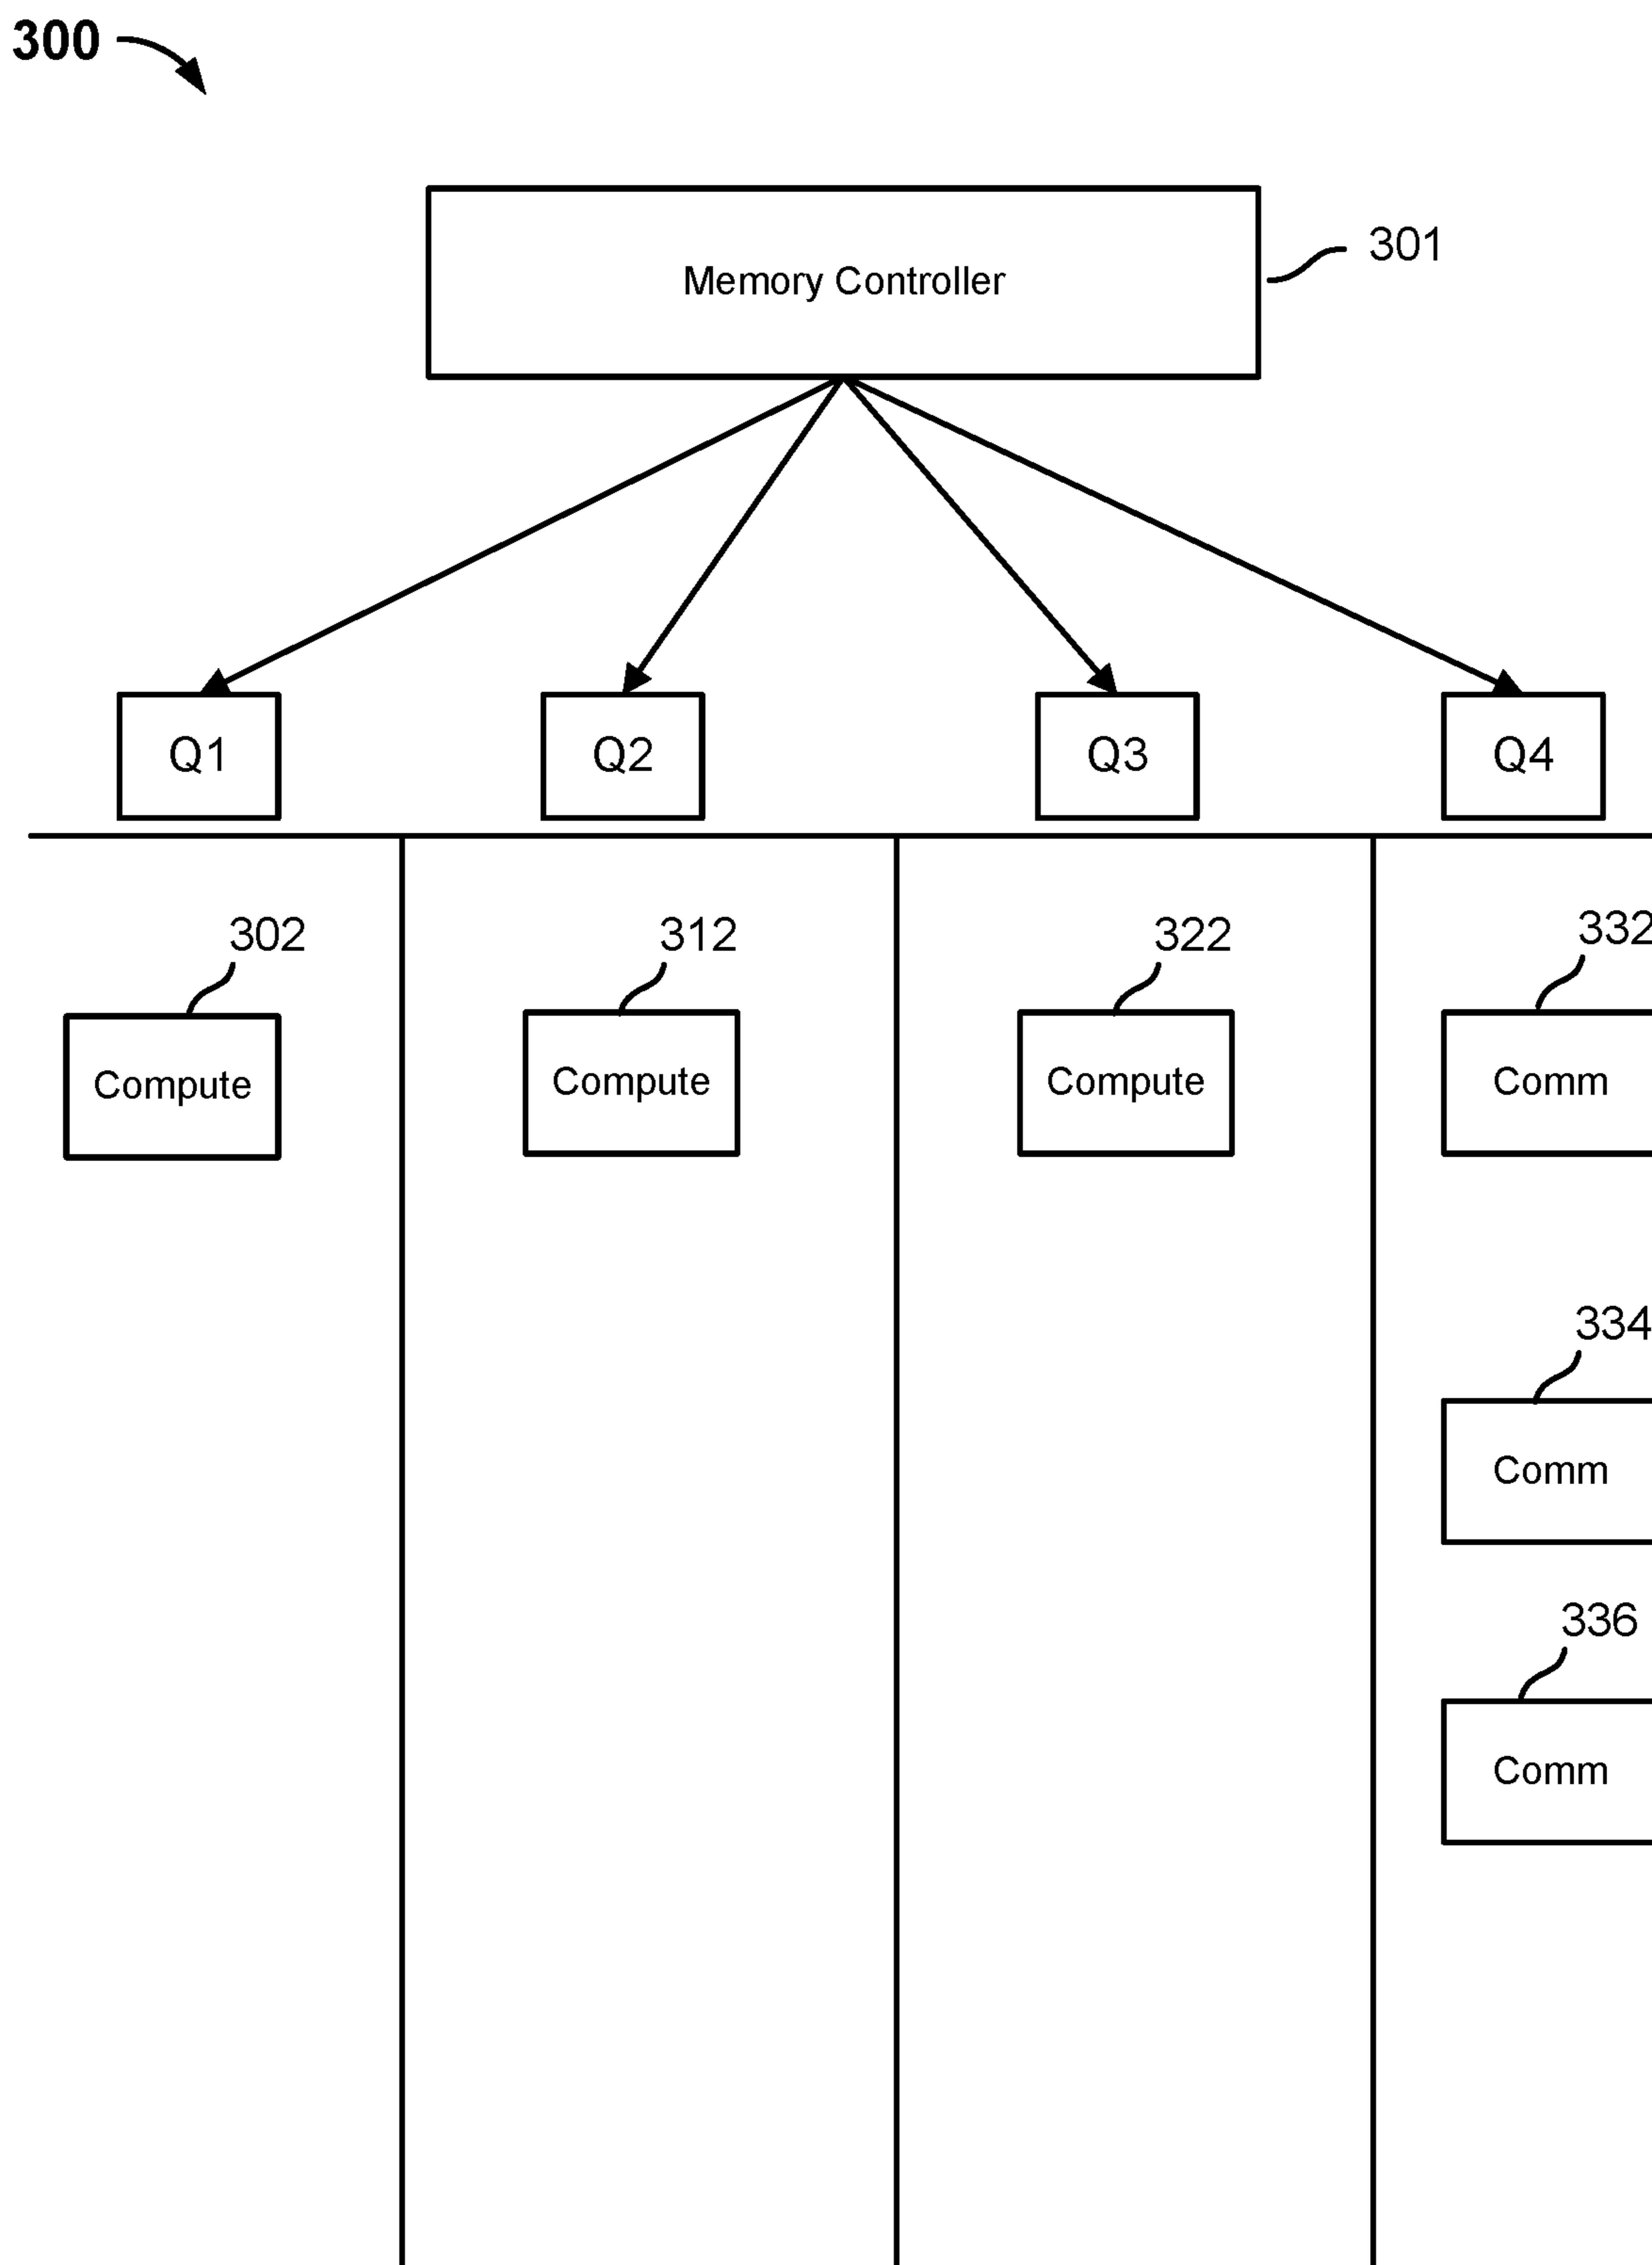 300
301
Memory Controller
Q1 Q2 Q3 Q4
302 312 322 332
Compute Compute Compute Comm
334
Comm
336
Comm